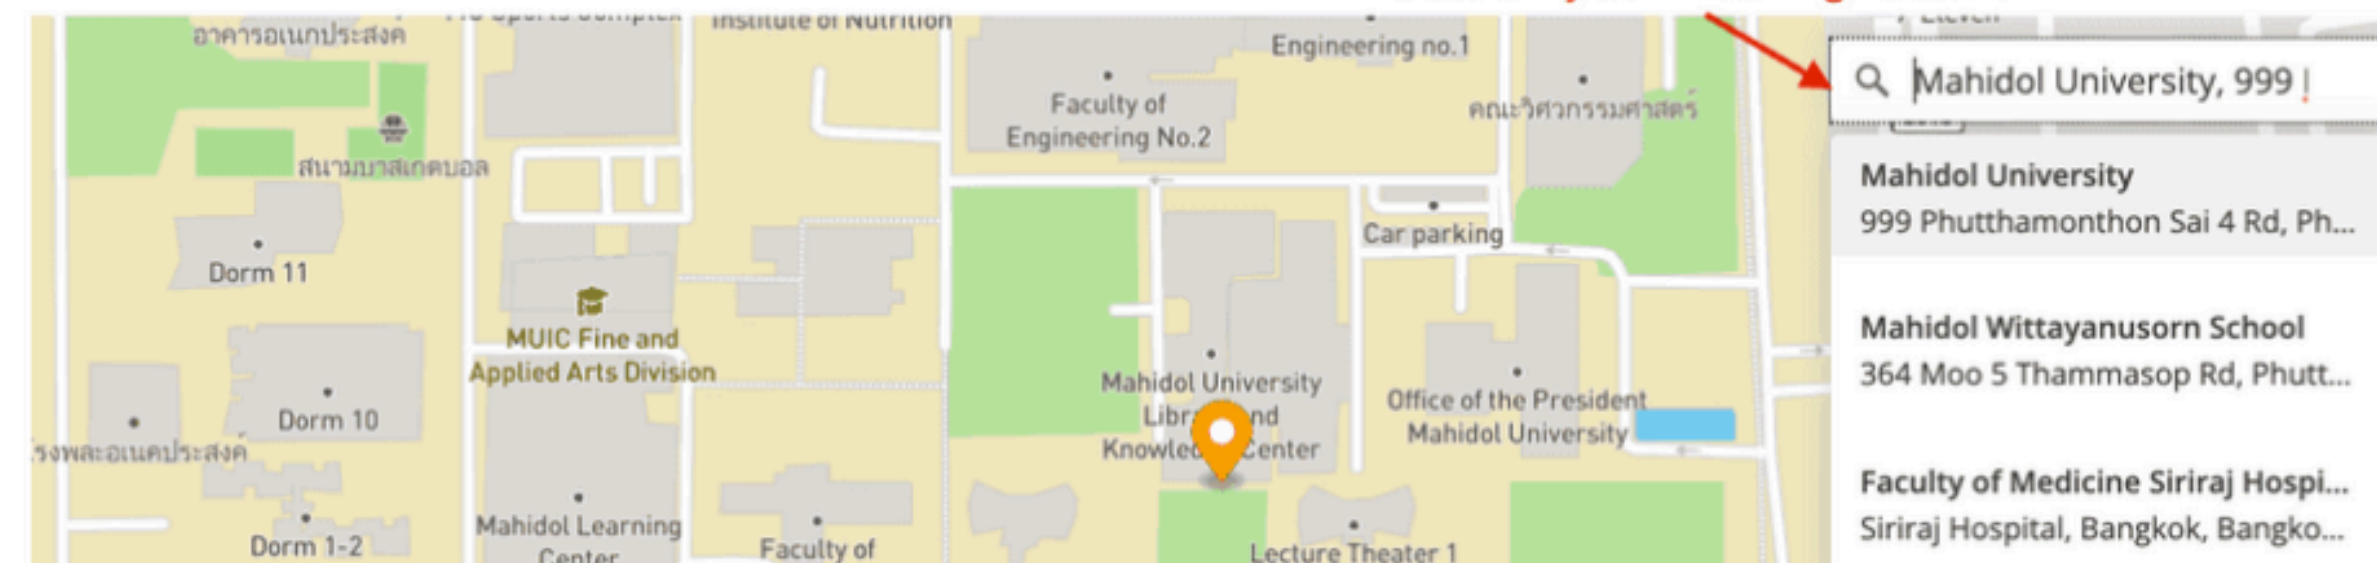 Institute of Nutrition
อาคารอเนกประสงค
Engineering no.1
Faculty of
Engineering No.2
คณะวิศวกรรมศาสตร์
สนามบาสเกตบอล
Car parking
Dorm 11
MUIC Fine and
Applied Arts Division
Dorm 10
Mahidol University
Knowled Center
Office of the President
Mahidol University
Mahidol Learning
Center
Faculty of
Dorm 1-2
Lecture Theater 1
Mahidol University, 999
Mahidol University
999 Phutthamonthon Sai 4 Rd, Ph...
Mahidol Wittayanusorn School
364 Moo 5 Thammasop Rd, Phutt...
Faculty of Medicine Siriraj Hospi...
Siriraj Hospital, Bangkok, Bangko...